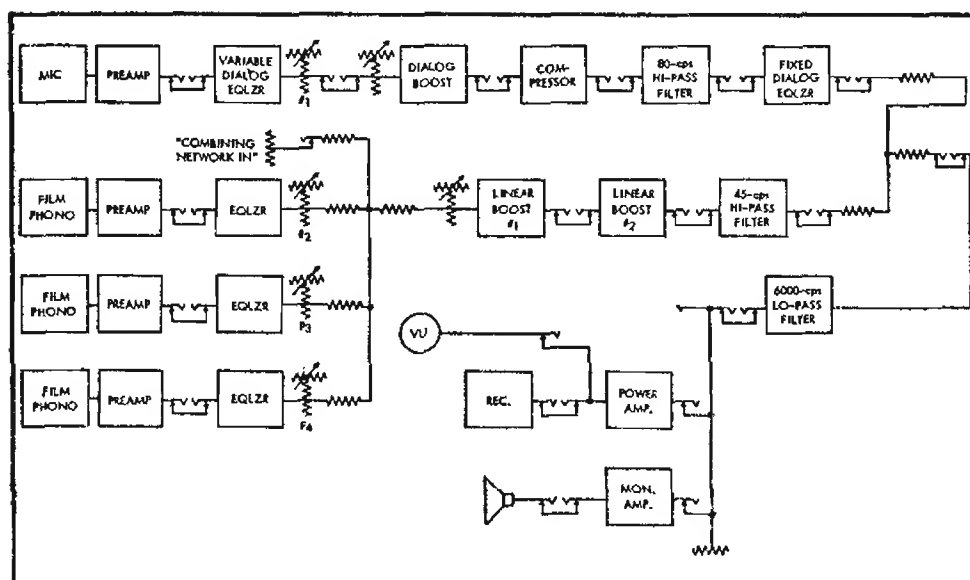 MIC
PREAMP
VARIABLE
DIALOG
EQLZR
#1
DIALOG
BOOST
COM-
PRESSOR
80-cps
HI-PASS
FILTER
FIXED
DIALOG
EQLZR
"COMBINING
NETWORK IN"
FILM
PHONO
PREAMP
EQLZR
#2
LINEAR
BOOST
#1
LINEAR
BOOST
#2
45-cps
HI-PASS
FILTER
FILM
PHONO
PREAMP
EQLZR
P3
VU
6000-cps
LO-PASS
FILTER
FILM
PHONO
PREAMP
EQLZR
P4
REC.
POWER
AMP.
MON.
AMP.